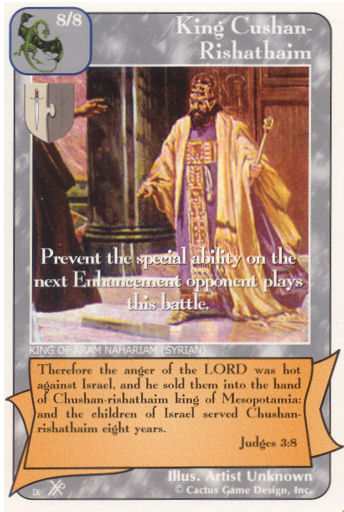 8/8
King Cushan-
Rishathaim
Prevent the special ability on the
next Enhancement opponent plays
this battle.
KING OF ARAM NAHARIAM (SYRIAN)
Therefore the anger of the LORD was hot
against Israel, and he sold them into the hand
of Chushan-rishathaim king of Mesopotamia:
and the children of Israel served Chushan-
rishathaim eight years.
Judges 3:8
Illus. Artist Unknown
© Cactus Game Design, Inc.